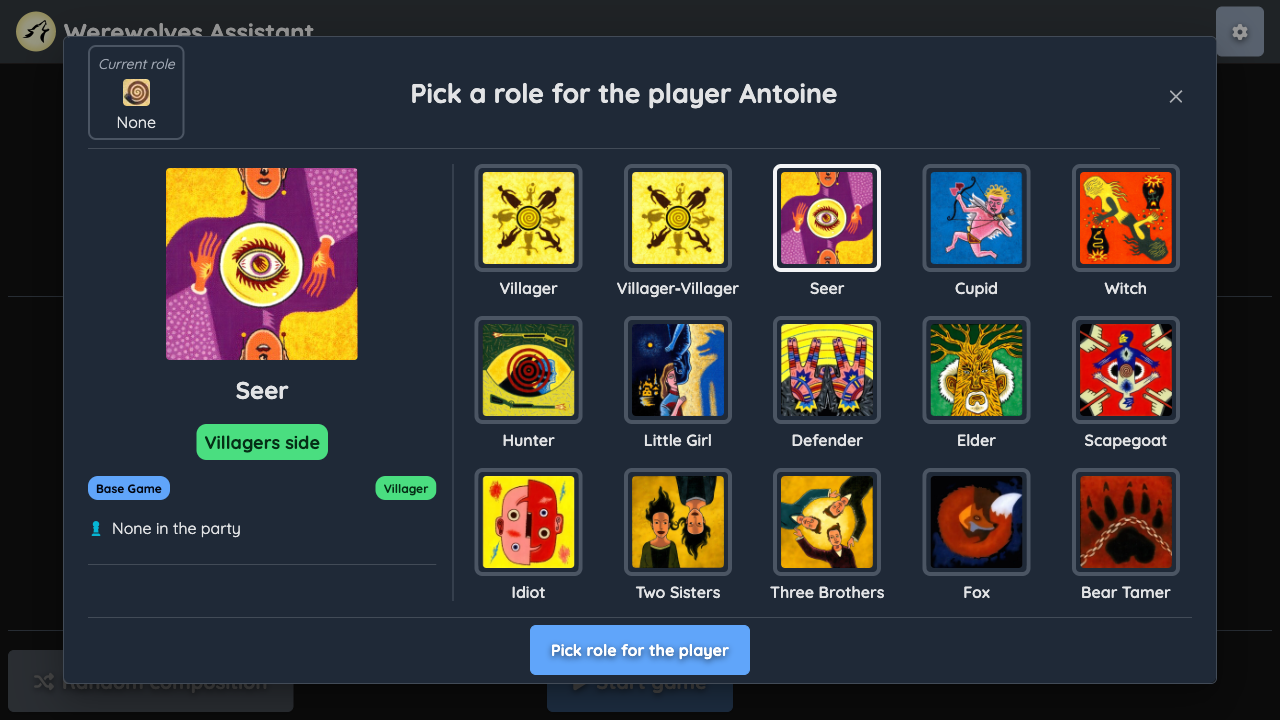 Werewolves Assistant
Current role
None
Pick a role for the player Antoine
Seer
Villagers side
Base Game
Villager
None in the party
Villager
Villager-Villager
Seer
Cupid
Witch
Hunter
Little Girl
Defender
Elder
Scapegoat
Idiot
Two Sisters
Three Brothers
Fox
Bear Tamer
Pick role for the player
Random Composition
Start game